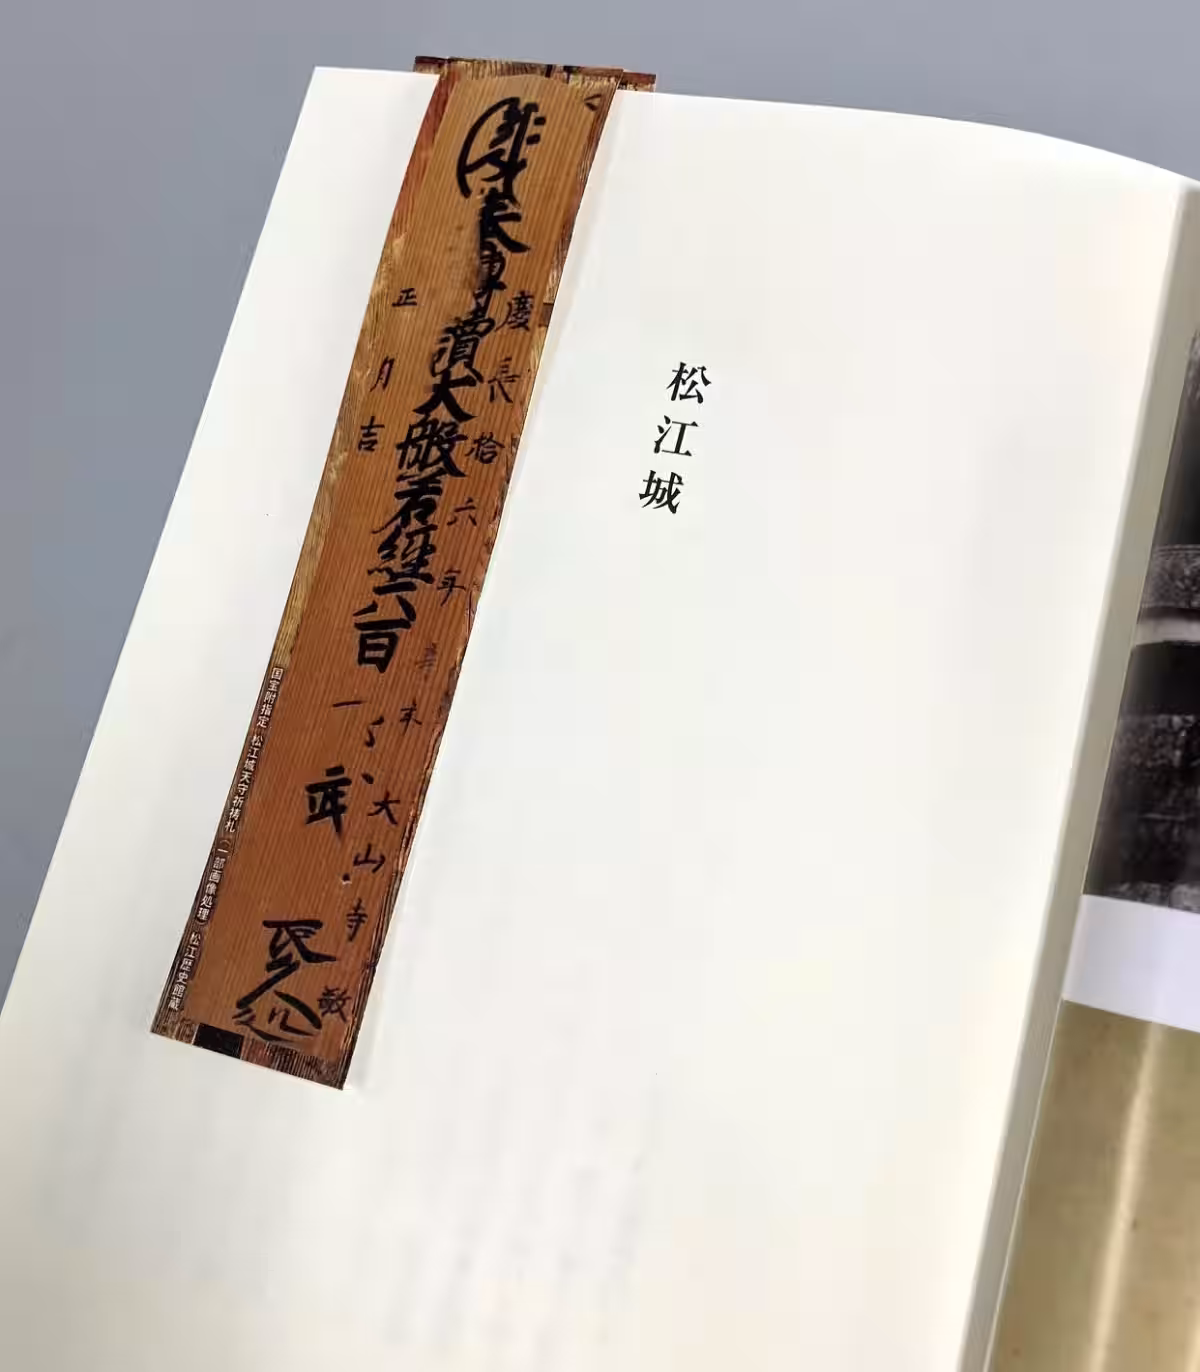 松江城
慶長拾六年
大山寺
敬
奉轉讀大般若經六百
正月吉
国宝附指定 松江城天守祈祷札(一部画像処理) 松江歴史館蔵